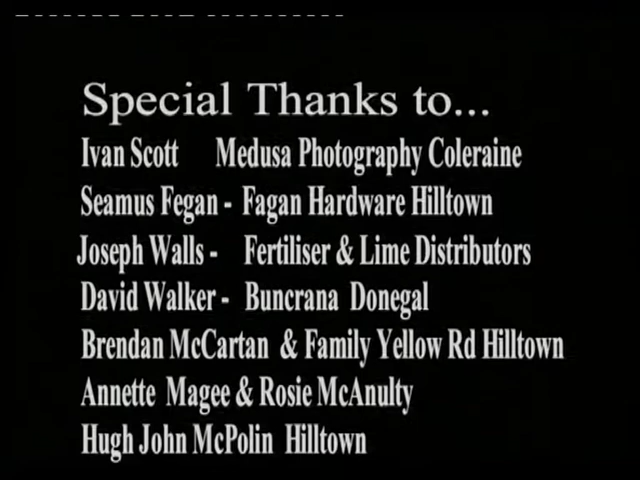 Special Thanks to...
Ivan Scott Medusa Photography Coleraine
Seamus Fegan - Fagan Hardware Hilltown
Joseph Walls - Fertiliser & Lime Distributors
David Walker - Buncrana Donegal
Brendan McCartan & Family Yellow Rd Hilltown
Annette Magee & Rosie McAnulty
Hugh John McPolin Hilltown